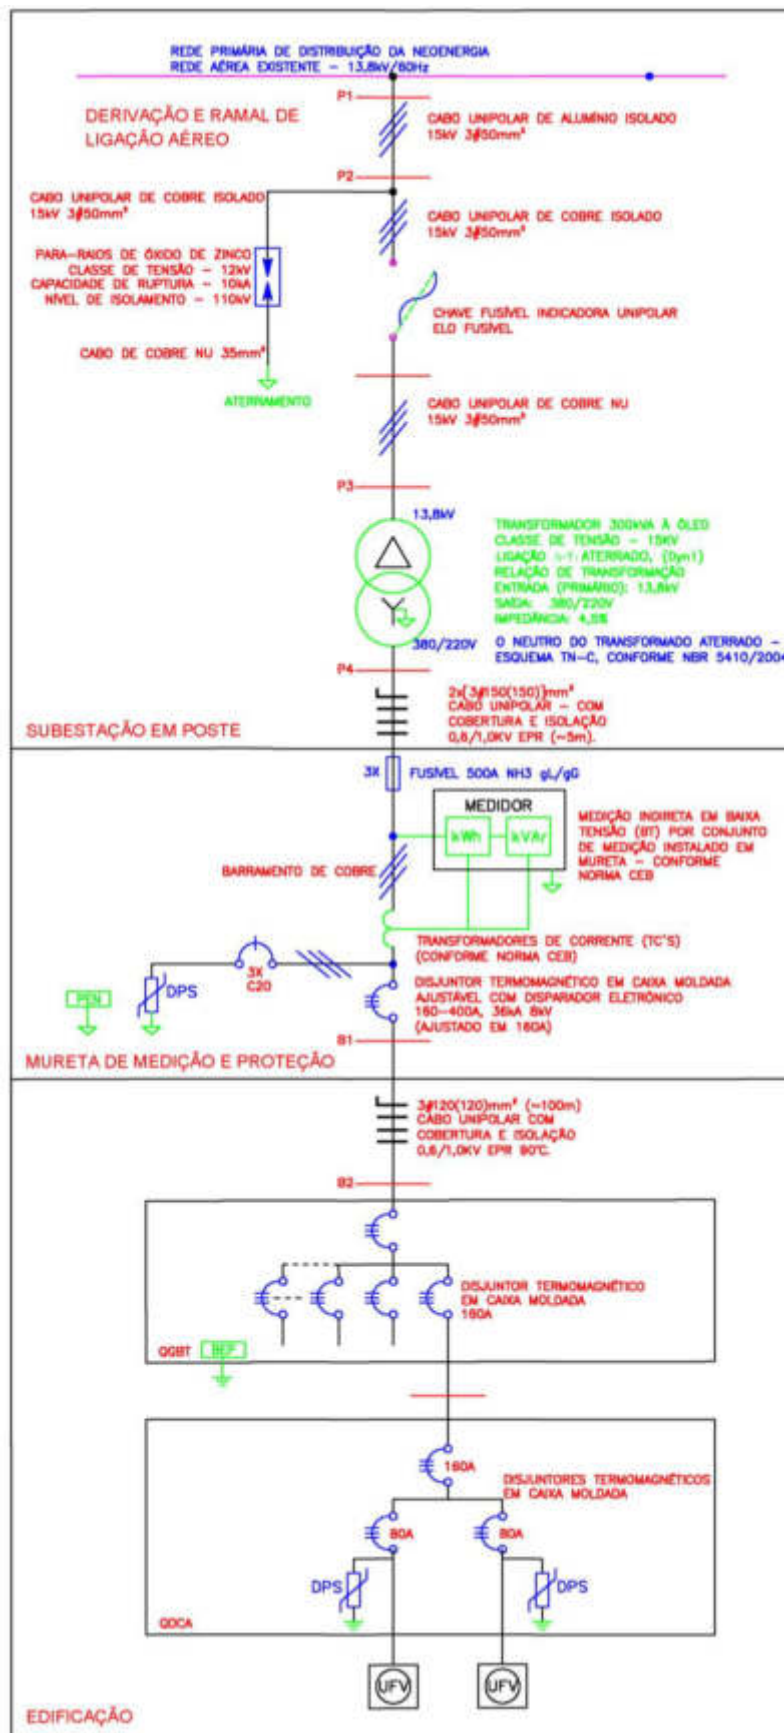 REDE PRIMÁRIA DE DISTRIBUIÇÃO DA NEOENERGIA
REDE AÉREA EXISTENTE - 13,8kV/60Hz
P1
DERIVAÇÃO E RAMAL DE
LIGAÇÃO AÉREO
CABO UNIPOLAR DE ALUMÍNIO ISOLADO
15kV 3#50mm²
P2
CABO UNIPOLAR DE COBRE ISOLADO
15kV 3#50mm²
CABO UNIPOLAR DE COBRE ISOLADO
15kV 3#50mm²
PARA-RAIOS DE ÓXIDO DE ZINCO
CLASSE DE TENSÃO - 12kV
CAPACIDADE DE RUPTURA - 10kA
NÍVEL DE ISOLAMENTO - 110kV
CHAVE FUSÍVEL INDICADORA UNIPOLAR
ELO FUSÍVEL
CABO DE COBRE NU 35mm²
ATERRAMENTO
CABO UNIPOLAR DE COBRE NU
15kV 3#50mm²
P3
13,8kV
TRANSFORMADOR 300kVA À ÓLEO
CLASSE DE TENSÃO - 15KV
LIGAÇÃO ATERRADO, (Dyn1)
RELAÇÃO DE TRANSFORMAÇÃO
ENTRADA (PRIMÁRIO): 13,8kV
SAÍDA: 380/220V
IMPEDÂNCIA: 4,5%
380/220V
O NEUTRO DO TRANSFORMADO ATERRADO -
ESQUEMA TN-C, CONFORME NBR 5410/2004
P4
2x[3#150(150)]mm²
CABO UNIPOLAR - COM
COBERTURA E ISOLAÇÃO
0,6/1,0KV EPR (~5m).
SUBESTAÇÃO EM POSTE
3X
FUSÍVEL 500A NH3 gL/gG
MEDIDOR
kWh
kVAr
MEDIÇÃO INDIRETA EM BAIXA
TENSÃO (BT) POR CONJUNTO
DE MEDIÇÃO INSTALADO EM
MURETA - CONFORME
NORMA CEB
BARRAMENTO DE COBRE
TRANSFORMADORES DE CORRENTE (TC'S)
(CONFORME NORMA CEB)
3X
C20
DPS
PEN
DISJUNTOR TERMOMAGNÉTICO EM CAIXA MOLDADA
AJUSTÁVEL COM DISPARADOR ELETRÔNICO
160-400A, 36kA 8kV
(AJUSTADO EM 160A)
B1
MURETA DE MEDIÇÃO E PROTEÇÃO
3#120(120)mm² (~100m)
CABO UNIPOLAR COM
COBERTURA E ISOLAÇÃO
0,6/1,0KV EPR 90°C.
B2
DISJUNTOR TERMOMAGNÉTICO
EM CAIXA MOLDADA
160A
QGBT
BEP
160A
DISJUNTORES TERMOMAGNÉTICOS
EM CAIXA MOLDADA
80A
80A
DPS
DPS
QDCA
UFV
UFV
EDIFICAÇÃO